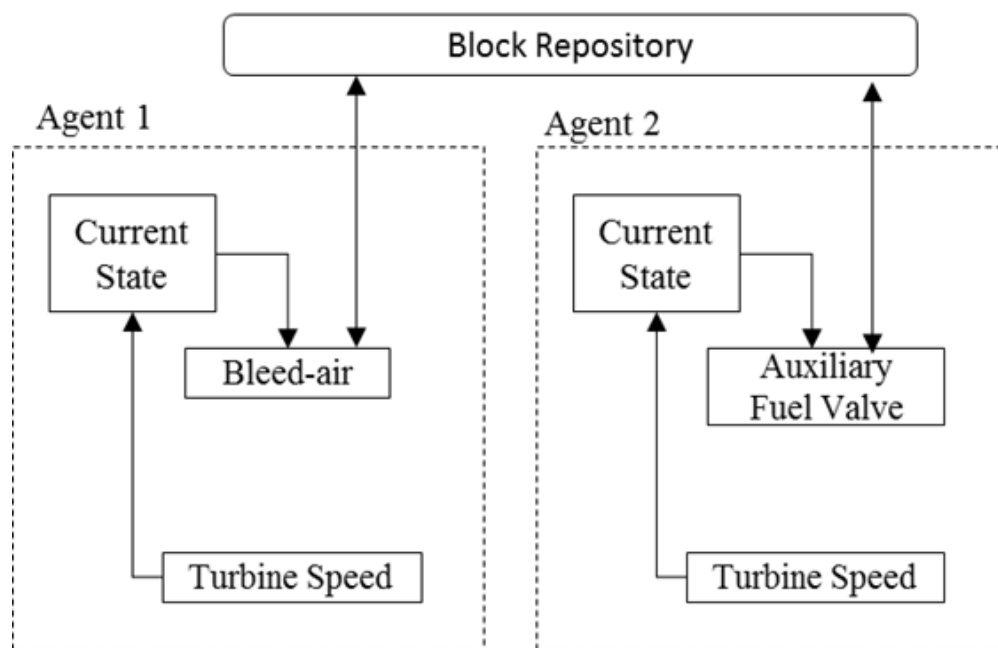 Block Repository
Agent 1
Current
State
Bleed-air
Turbine Speed
Agent 2
Current
State
Auxiliary
Fuel Valve
Turbine Speed